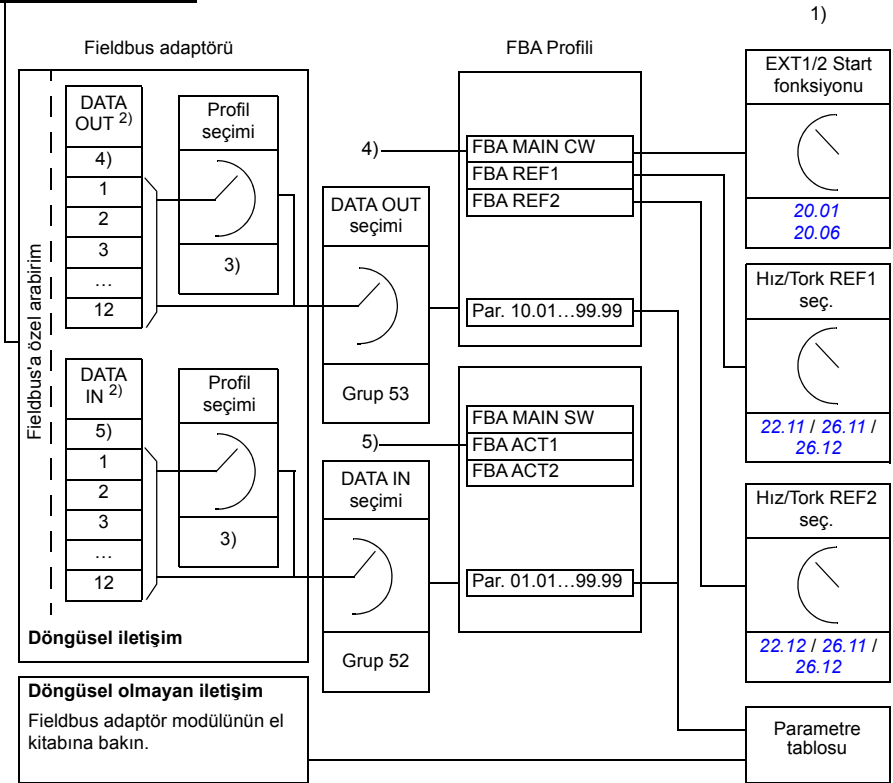 1)
Fieldbus adaptörü
FBA Profili
Fieldbus'a özel arabirim
DATA
OUT 2)
4)
1
2
3
…
12
Profil
seçimi
3)
DATA
IN 2)
5)
1
2
3
…
12
Profil
seçimi
3)
Döngüsel iletişim
Döngüsel olmayan iletişim
Fieldbus adaptör modülünün el
kitabına bakın.
4)
DATA OUT
seçimi
Grup 53
5)
DATA IN
seçimi
Grup 52
FBA MAIN CW
FBA REF1
FBA REF2
Par. 10.01…99.99
FBA MAIN SW
FBA ACT1
FBA ACT2
Par. 01.01…99.99
EXT1/2 Start
fonksiyonu
20.01
20.06
Hız/Tork REF1
seç.
22.11 / 26.11 /
26.12
Hız/Tork REF2
seç.
22.12 / 26.11 /
26.12
Parametre
tablosu